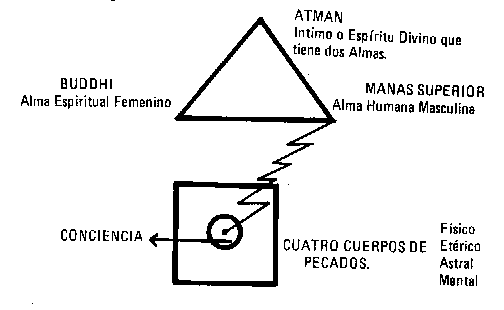 ATMAN
Intimo o Espíritu Divino que
tiene dos Almas.
BUDDHI
Alma Espiritual Femenino
MANAS SUPERIOR
Alma Humana Masculina
CONCIENCIA
CUATRO CUERPOS DE
PECADOS.
Físico
Etérico
Astral
Mental